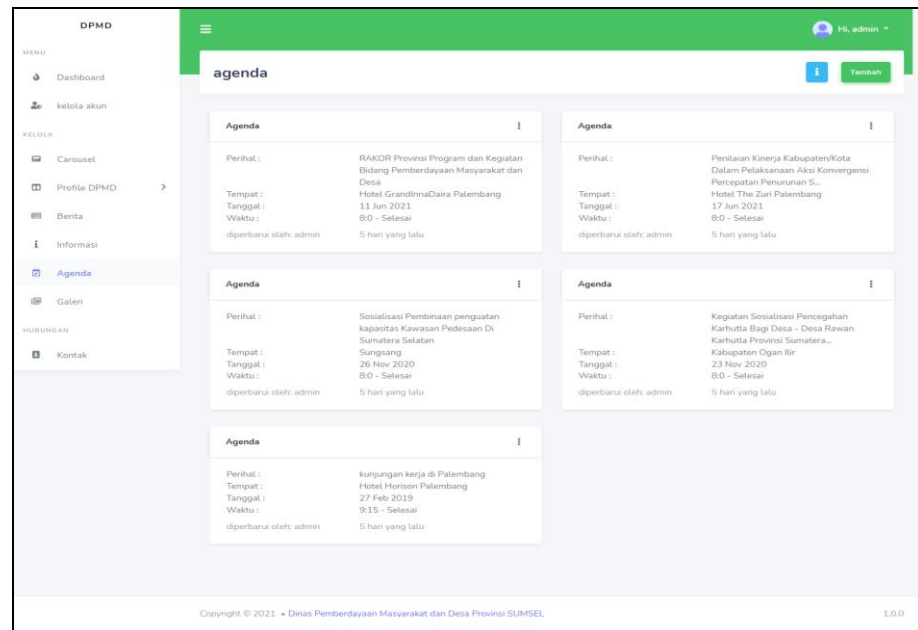 DPMD
Hi, admin
MENU
Dashboard
kelola akun
KELOLA
Carousel
Profile DPMD
Berita
Informasi
Agenda
Galeri
HUBUNGAN
Kontak
agenda
i
Tambah
Agenda
Perihal : RAKOR Provinsi Program dan Kegiatan
Bidang Pemberdayaan Masyarakat dan
Desa
Tempat : Hotel GrandInnaDaira Palembang
Tanggal : 11 Jun 2021
Waktu : 8:0 - Selesai
diperbarui oleh: admin 5 hari yang lalu
Agenda
Perihal : Penilaian Kinerja Kabupaten/Kota
Dalam Pelaksanaan Aksi Konvergensi
Percepatan Penurunan S...
Tempat : Hotel The Zuri Palembang
Tanggal : 17 Jun 2021
Waktu : 8:0 - Selesai
diperbarui oleh: admin 5 hari yang lalu
Agenda
Perihal : Sosialisasi Pembinaan penguatan
kapasitas Kawasan Pedesaan Di
Sumatera Selatan
Tempat : Sungsang
Tanggal : 26 Nov 2020
Waktu : 8:0 - Selesai
diperbarui oleh: admin 5 hari yang lalu
Agenda
Perihal : Kegiatan Sosialisasi Pencegahan
Karhutla Bagi Desa - Desa Rawan
Karhutla Provinsi Sumatera...
Tempat : Kabupaten Ogan Ilir
Tanggal : 23 Nov 2020
Waktu : 8:0 - Selesai
diperbarui oleh: admin 5 hari yang lalu
Agenda
Perihal : kunjungan kerja di Palembang
Tempat : Hotel Horison Palembang
Tanggal : 27 Feb 2019
Waktu : 9:15 - Selesai
diperbarui oleh: admin 5 hari yang lalu
Copyright © 2021 • Dinas Pemberdayaan Masyarakat dan Desa Provinsi SUMSEL 1.0.0